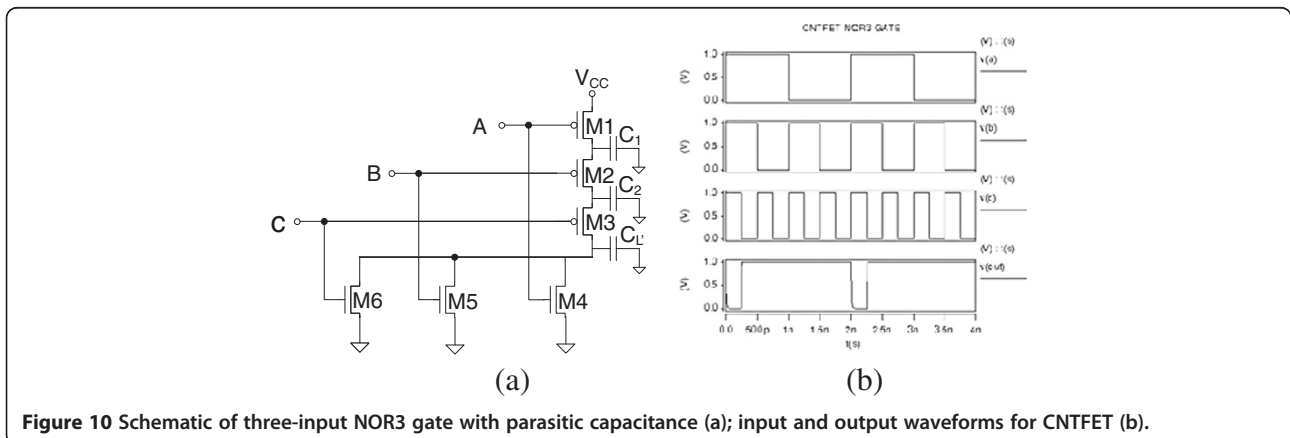 CNTFET NOR3 GATE
V_CC
A
M1
C_1
B
M2
C_2
C
M3
C_L'
M6
M5
M4
(a)
(V) : t(s)
(V)
1.0
0.5
0.0
v(a)
(V) : t(s)
(V)
1.0
0.5
0.0
v(b)
(V) : t(s)
(V)
1.0
0.5
0.0
v(c)
(V) : t(s)
(V)
1.0
0.5
0.0
v(out)
0.0 500p 1n 1.5n 2n 2.5n 3n 3.5n 4n
t(s)
(b)
Figure 10 Schematic of three-input NOR3 gate with parasitic capacitance (a); input and output waveforms for CNTFET (b).